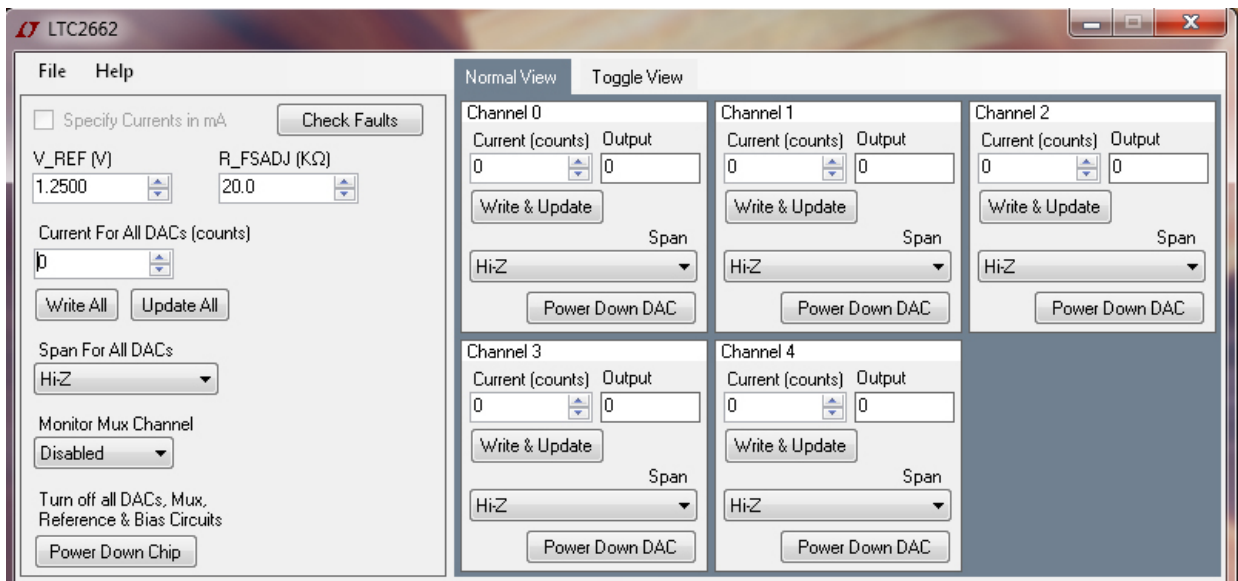 LTC2662
File Help
Specify Currents in mA Check Faults
V_REF (V) R_FSADJ (KΩ)
1.2500 20.0
Current For All DACs (counts)
0
Write All Update All
Span For All DACs
Hi-Z
Monitor Mux Channel
Disabled
Turn off all DACs, Mux,
Reference & Bias Circuits
Power Down Chip
Normal View Toggle View
Channel 0
Current (counts) Output
0 0
Write & Update
Span
Hi-Z
Power Down DAC
Channel 1
Current (counts) Output
0 0
Write & Update
Span
Hi-Z
Power Down DAC
Channel 2
Current (counts) Output
0 0
Write & Update
Span
Hi-Z
Power Down DAC
Channel 3
Current (counts) Output
0 0
Write & Update
Span
Hi-Z
Power Down DAC
Channel 4
Current (counts) Output
0 0
Write & Update
Span
Hi-Z
Power Down DAC